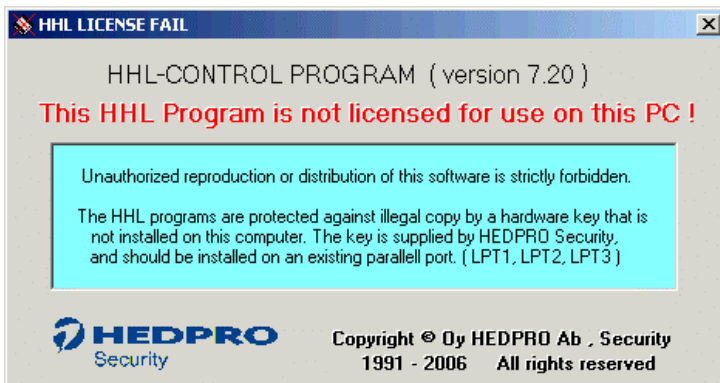 HHL LICENSE FAIL
HHL-CONTROL PROGRAM ( version 7.20 )
This HHL Program is not licensed for use on this PC !
Unauthorized reproduction or distribution of this software is strictly forbidden.
The HHL programs are protected against illegal copy by a hardware key that is
not installed on this computer. The key is supplied by HEDPRO Security,
and should be installed on an existing parallell port. ( LPT1, LPT2, LPT3 )
HEDPRO
Security
Copyright © Oy HEDPRO Ab , Security
1991 - 2006 All rights reserved